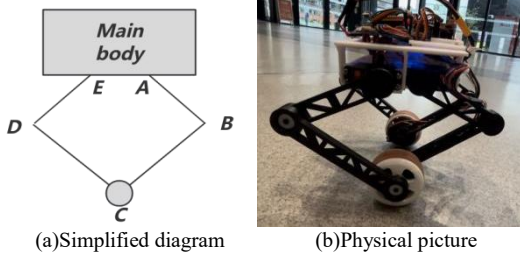 Main
body
E A
D B
C
(a)Simplified diagram (b)Physical picture